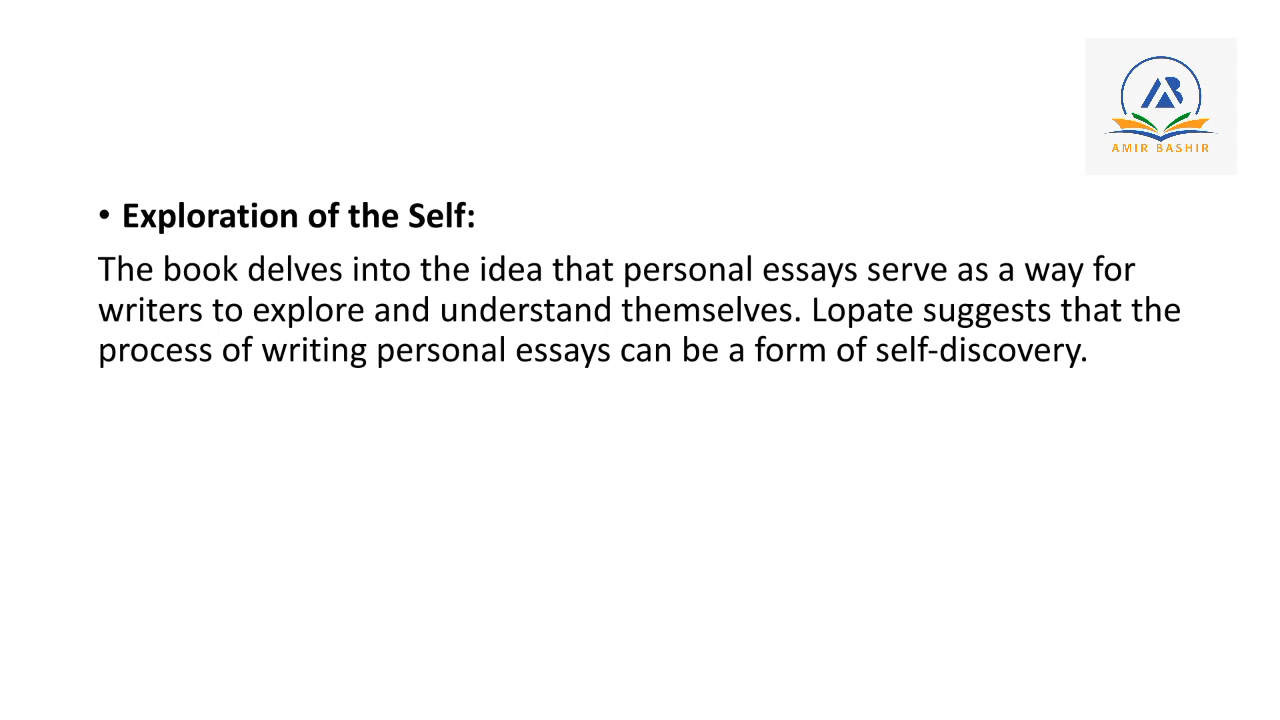 AMIR BASHIR
• Exploration of the Self:
The book delves into the idea that personal essays serve as a way for
writers to explore and understand themselves. Lopate suggests that the
process of writing personal essays can be a form of self-discovery.